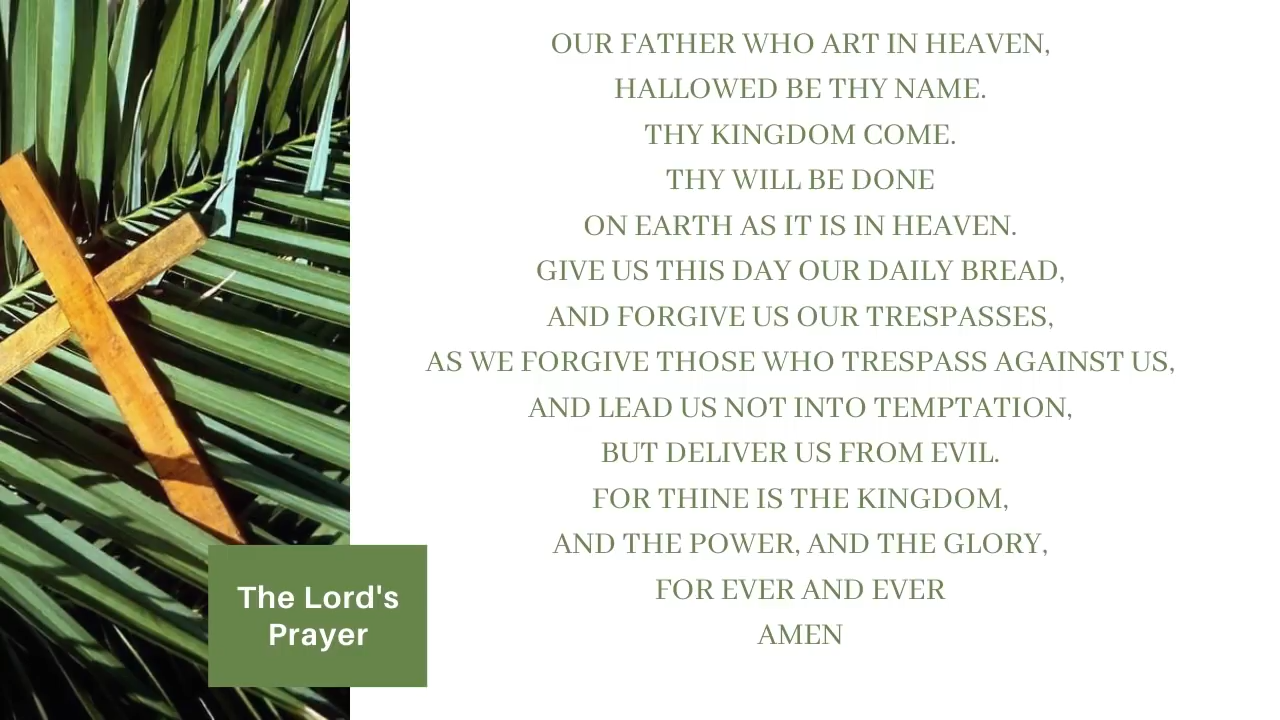 OUR FATHER WHO ART IN HEAVEN,
HALLOWED BE THY NAME.
THY KINGDOM COME.
THY WILL BE DONE
ON EARTH AS IT IS IN HEAVEN.
GIVE US THIS DAY OUR DAILY BREAD,
AND FORGIVE US OUR TRESPASSES,
AS WE FORGIVE THOSE WHO TRESPASS AGAINST US,
AND LEAD US NOT INTO TEMPTATION,
BUT DELIVER US FROM EVIL.
FOR THINE IS THE KINGDOM,
AND THE POWER, AND THE GLORY,
FOR EVER AND EVER
AMEN
The Lord's
Prayer